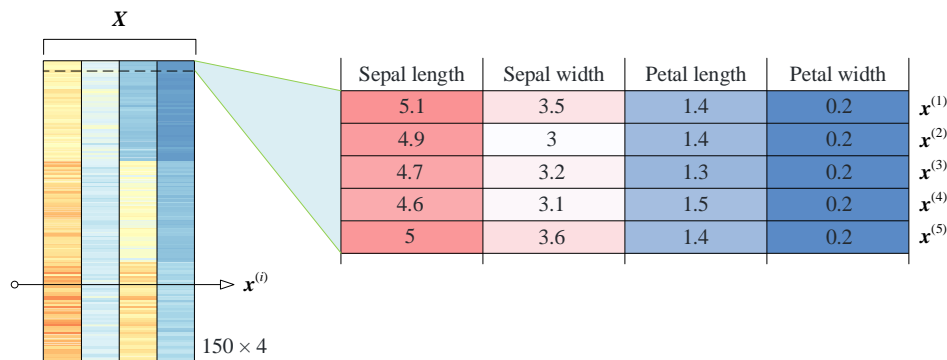 X
Sepal length Sepal width Petal length Petal width
5.1 3.5 1.4 0.2 x^(1)
4.9 3 1.4 0.2 x^(2)
4.7 3.2 1.3 0.2 x^(3)
4.6 3.1 1.5 0.2 x^(4)
5 3.6 1.4 0.2 x^(5)
x^(i)
150 × 4